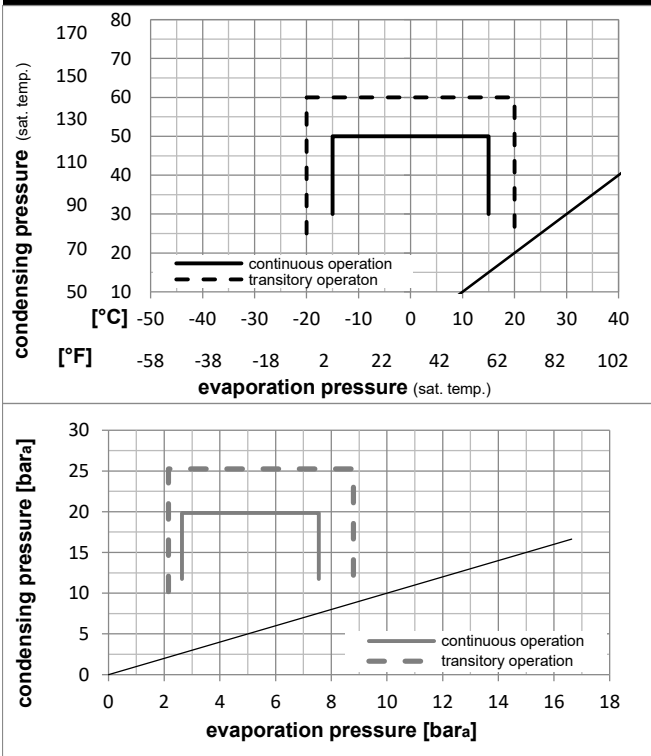 condensing pressure (sat. temp.)
170 80
70
150 60
130 50
110 40
90 30
70 20
50 10
continuous operation
transitory operaton
[°C] -50 -40 -30 -20 -10 0 10 20 30 40
[°F] -58 -38 -18 2 22 42 62 82 102
evaporation pressure (sat. temp.)
condensing pressure [bara]
30
25
20
15
10
5
0
continuous operation
transitory operation
0 2 4 6 8 10 12 14 16 18
evaporation pressure [bara]